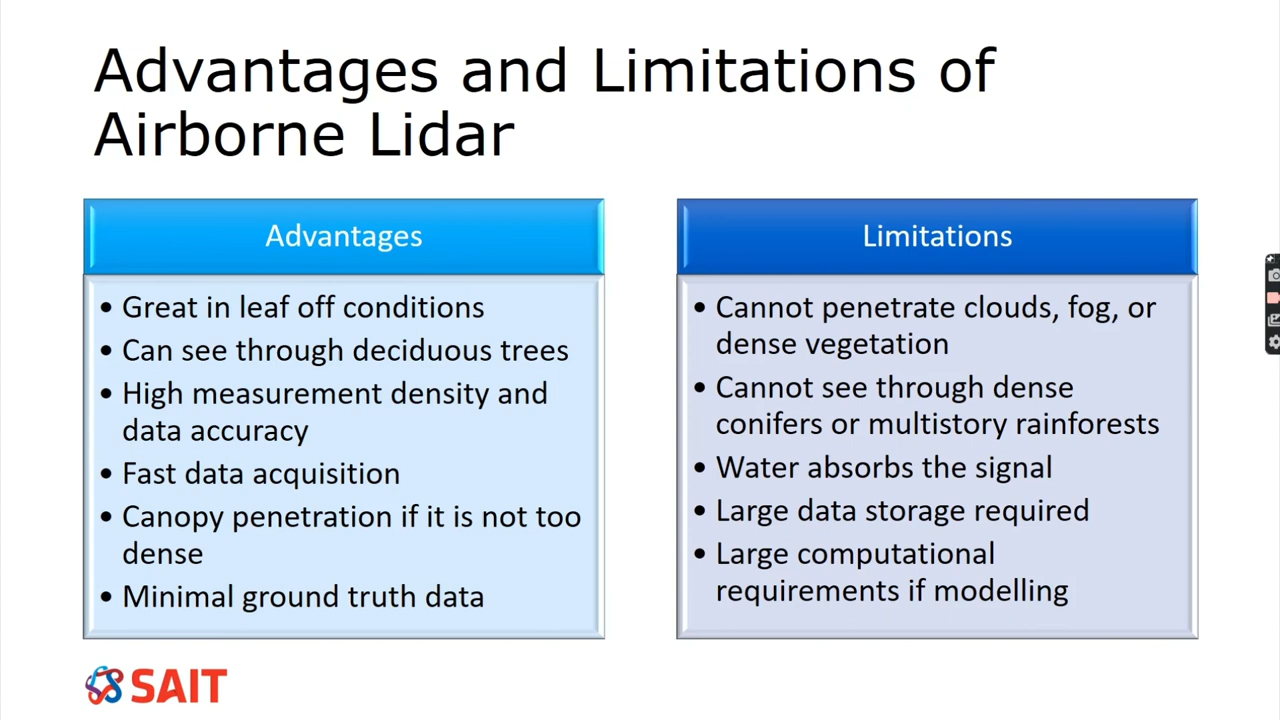 Advantages and Limitations of
Airborne Lidar
Advantages
• Great in leaf off conditions
• Can see through deciduous trees
• High measurement density and
data accuracy
• Fast data acquisition
• Canopy penetration if it is not too
dense
• Minimal ground truth data
Limitations
• Cannot penetrate clouds, fog, or
dense vegetation
• Cannot see through dense
conifers or multistory rainforests
• Water absorbs the signal
• Large data storage required
• Large computational
requirements if modelling
SAIT